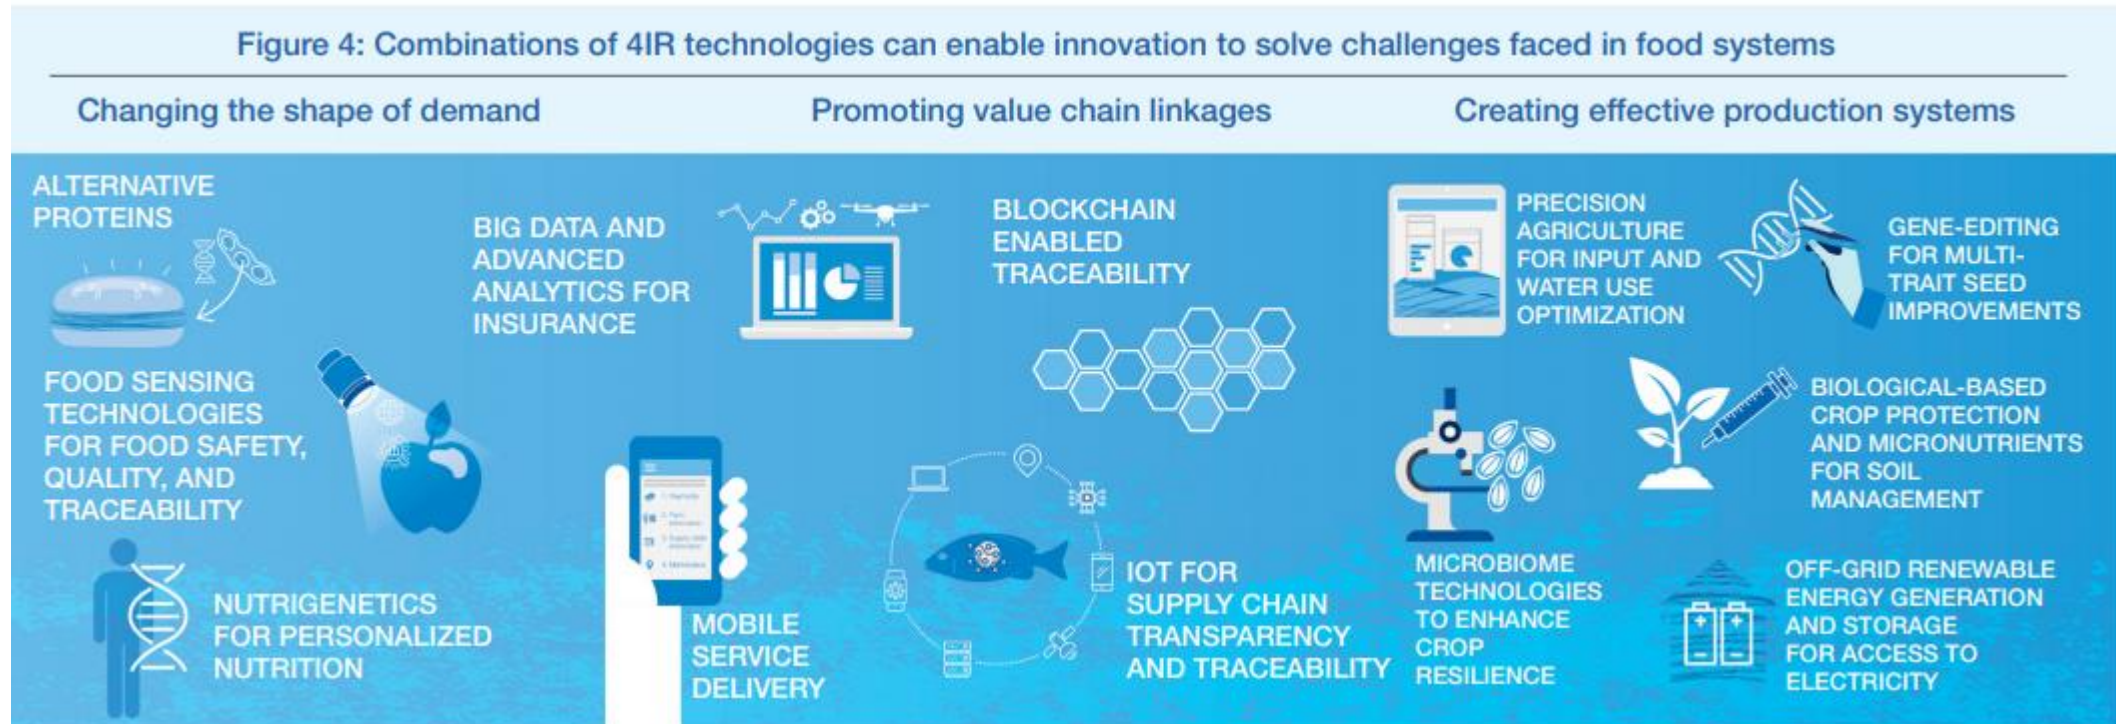 Figure 4: Combinations of 4IR technologies can enable innovation to solve challenges faced in food systems
Changing the shape of demand
Promoting value chain linkages
Creating effective production systems
ALTERNATIVE
PROTEINS
FOOD SENSING
TECHNOLOGIES
FOR FOOD SAFETY,
QUALITY, AND
TRACEABILITY
NUTRIGENETICS
FOR PERSONALIZED
NUTRITION
BIG DATA AND
ADVANCED
ANALYTICS FOR
INSURANCE
BLOCKCHAIN
ENABLED
TRACEABILITY
MOBILE
SERVICE
DELIVERY
IOT FOR
SUPPLY CHAIN
TRANSPARENCY
AND TRACEABILITY
PRECISION
AGRICULTURE
FOR INPUT AND
WATER USE
OPTIMIZATION
GENE-EDITING
FOR MULTI-
TRAIT SEED
IMPROVEMENTS
MICROBIOME
TECHNOLOGIES
TO ENHANCE
CROP
RESILIENCE
BIOLOGICAL-BASED
CROP PROTECTION
AND MICRONUTRIENTS
FOR SOIL
MANAGEMENT
OFF-GRID RENEWABLE
ENERGY GENERATION
AND STORAGE
FOR ACCESS TO
ELECTRICITY